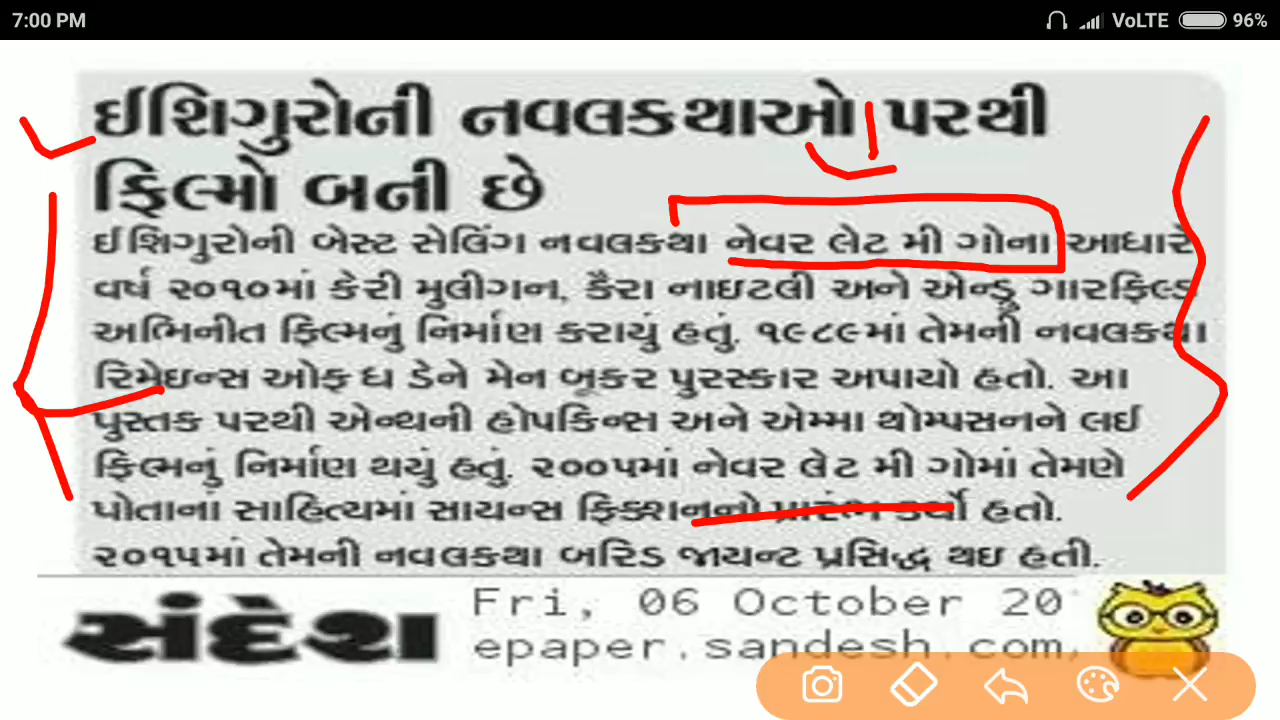 7:00 PM VoLTE 96%
ઈશિગુરોની નવલકથાઓ પરથી
ફિલ્મો બની છે
ઈશિગુરોની બેસ્ટ સેલિંગ નવલકથા નેવર લેટ મી ગોના આધારે
વર્ષ ૨૦૧૦માં કેરી મુલીગન, કૈરા નાઇટલી અને એન્ડ્રૂ ગારફિલ્ડ
અભિનીત ફિલ્મનું નિર્માણ કરાયું હતું. ૧૯૮૯માં તેમની નવલકથા
રિમેઇન્સ ઓફ ધ ડેને મેન બૂકર પુરસ્કાર અપાયો હતો. આ
પુસ્તક પરથી એન્થની હોપકિન્સ અને એમ્મા થોમ્પસનને લઈ
ફિલ્મનું નિર્માણ થયું હતું. ૨૦૦૫માં નેવર લેટ મી ગોમાં તેમણે
પોતાનાં સાહિત્યમાં સાયન્સ ફિક્શનનો પ્રારંભ કર્યો હતો.
૨૦૧૫માં તેમની નવલકથા બરિડ જાયન્ટ પ્રસિદ્ધ થઇ હતી.
સંદેશ Fri, 06 October 20
epaper.sandesh.com